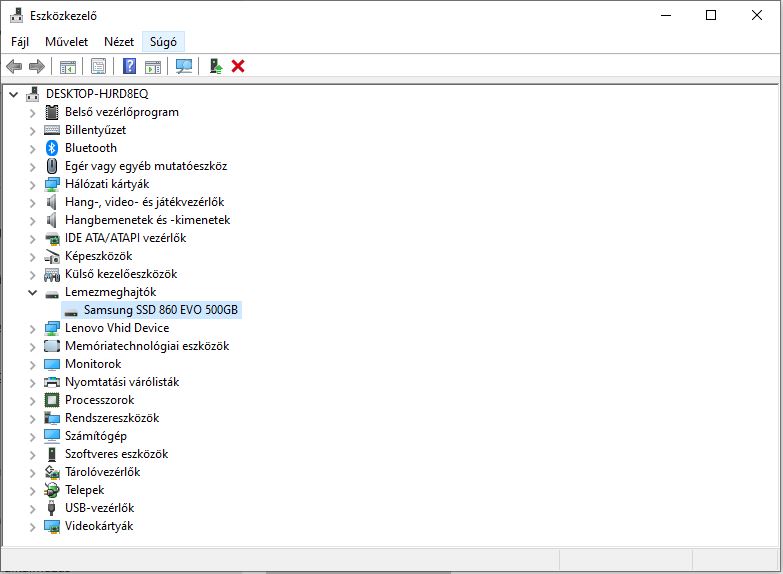 Eszközkezelő
Fájl Művelet Nézet Súgó
DESKTOP-HJRD8EQ
Belső vezérlőprogram
Billentyűzet
Bluetooth
Egér vagy egyéb mutatóeszköz
Hálózati kártyák
Hang-, video- és játékvezérlők
Hangbemenetek és -kimenetek
IDE ATA/ATAPI vezérlők
Képeszközök
Külső kezelőeszközök
Lemezmeghajtók
Samsung SSD 860 EVO 500GB
Lenovo Vhid Device
Memóriatechnológiai eszközök
Monitorok
Nyomtatási várólisták
Processzorok
Rendszereszközök
Számítógép
Szoftveres eszközök
Tárolóvezérlők
Telepek
USB-vezérlők
Videokártyák